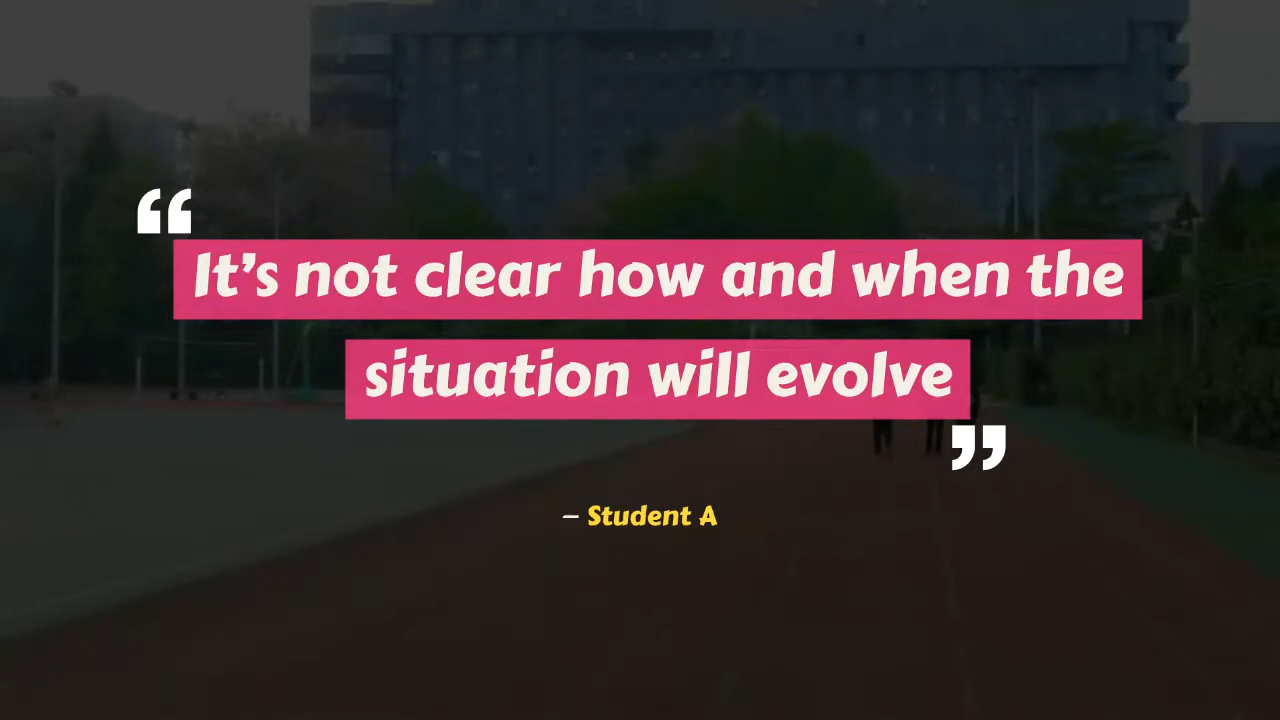 “It’s not clear how and when the
situation will evolve”
– Student A